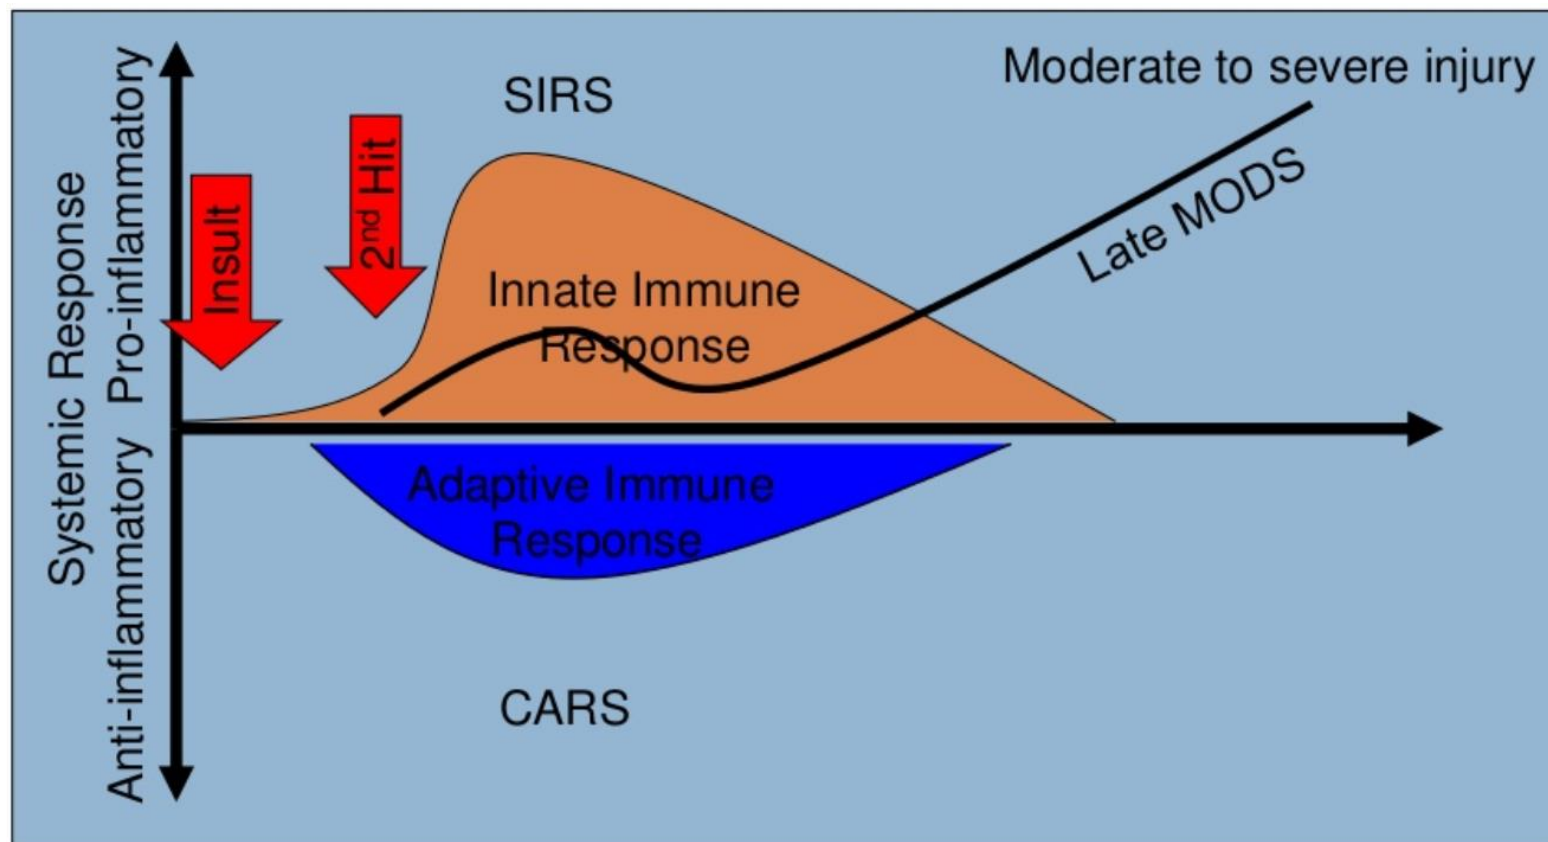 Systemic Response
Pro-inflammatory
Anti-inflammatory
Insult
2nd Hit
SIRS
Moderate to severe injury
Late MODS
Innate Immune
Response
Adaptive Immune
Response
CARS